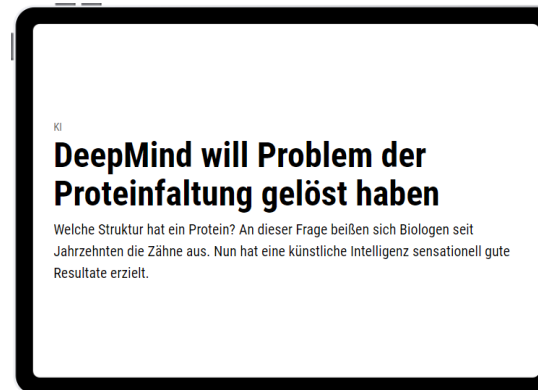 KI
DeepMind will Problem der
Proteinfaltung gelöst haben
Welche Struktur hat ein Protein? An dieser Frage beißen sich Biologen seit
Jahrzehnten die Zähne aus. Nun hat eine künstliche Intelligenz sensationell gute
Resultate erzielt.